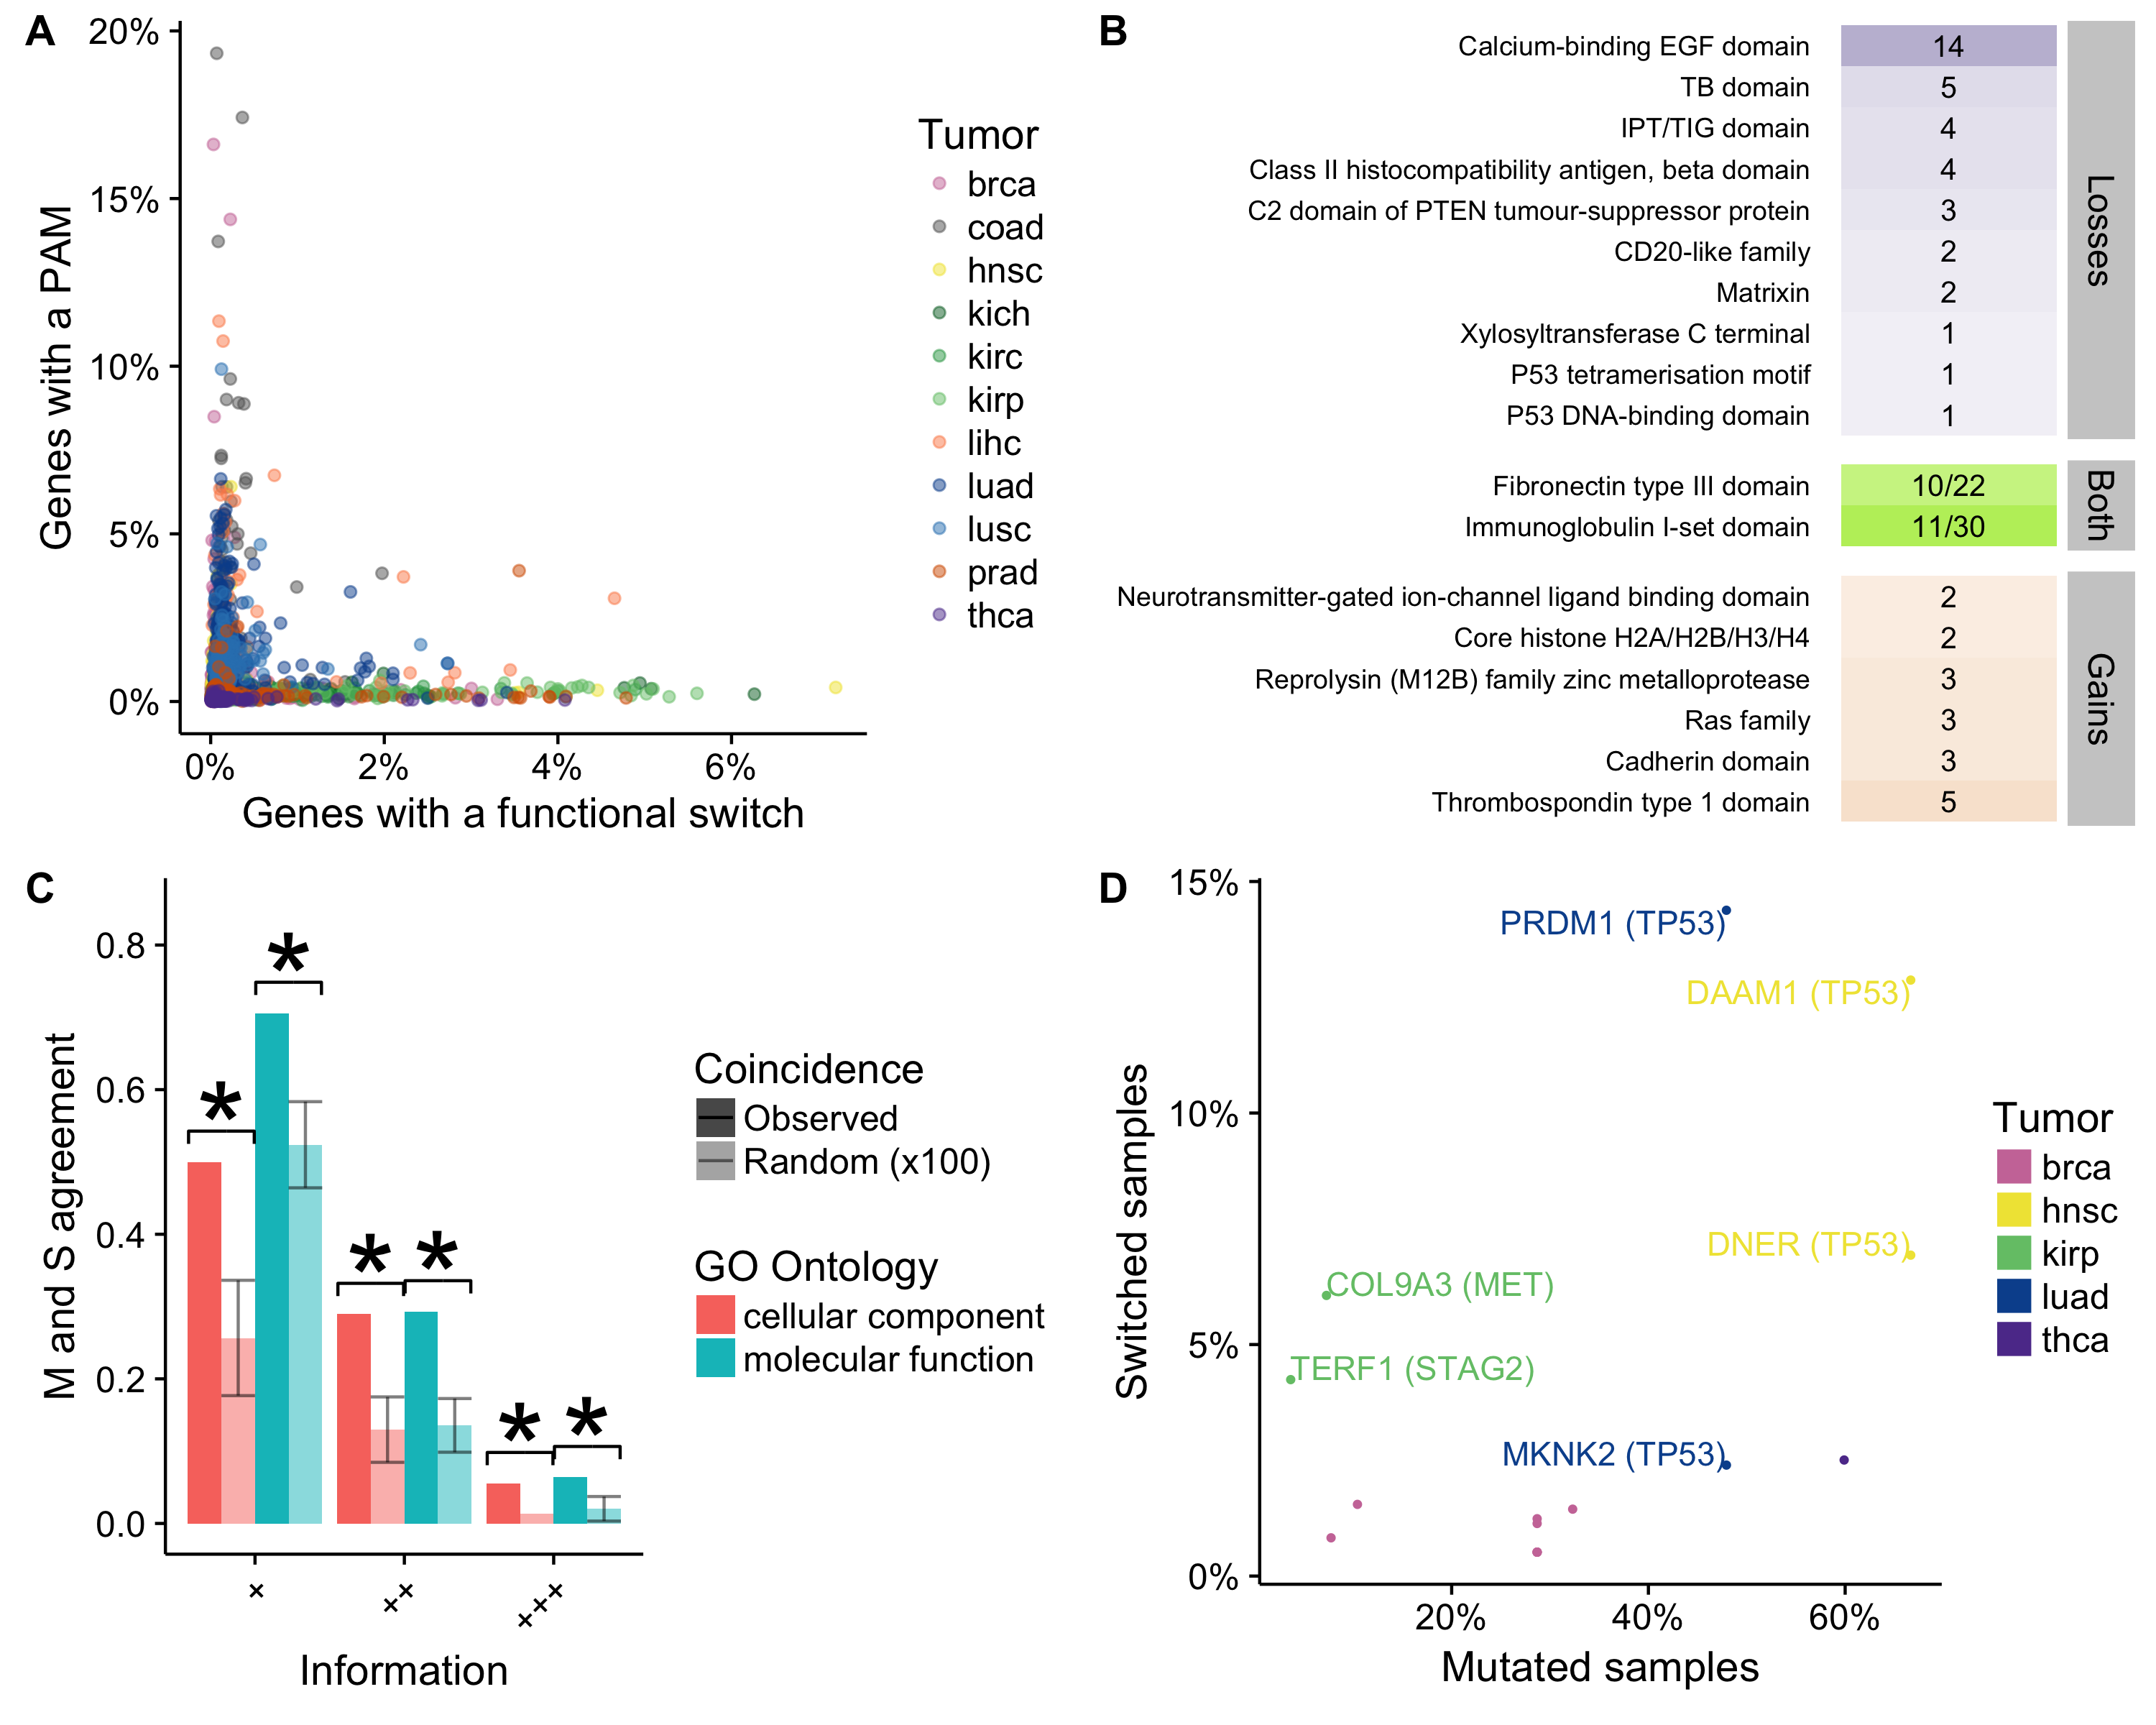 A
20%
15%
10%
5%
0%
Genes with a PAM
0%
2%
4%
6%
Genes with a functional switch
Tumor
brca
coad
hnsc
kich
kirc
kirp
lihc
luad
lusc
prad
thca
B
Calcium-binding EGF domain 14
TB domain 5
IPT/TIG domain 4
Class II histocompatibility antigen, beta domain 4
C2 domain of PTEN tumour-suppressor protein 3
CD20-like family 2
Matrixin 2
Xylosyltransferase C terminal 1
P53 tetramerisation motif 1
P53 DNA-binding domain 1
Losses
Fibronectin type III domain 10/22
Immunoglobulin I-set domain 11/30
Both
Neurotransmitter-gated ion-channel ligand binding domain 2
Core histone H2A/H2B/H3/H4 2
Reprolysin (M12B) family zinc metalloprotease 3
Ras family 3
Cadherin domain 3
Thrombospondin type 1 domain 5
Gains
C
0.8
0.6
0.4
0.2
0.0
M and S agreement
*
*
*
*
*
*
+
++
+++
Information
Coincidence
Observed
Random (x100)
GO Ontology
cellular component
molecular function
D
15%
10%
5%
0%
Switched samples
PRDM1 (TP53)
DAAM1 (TP53)
DNER (TP53)
COL9A3 (MET)
TERF1 (STAG2)
MKNK2 (TP53)
20%
40%
60%
Mutated samples
Tumor
brca
hnsc
kirp
luad
thca